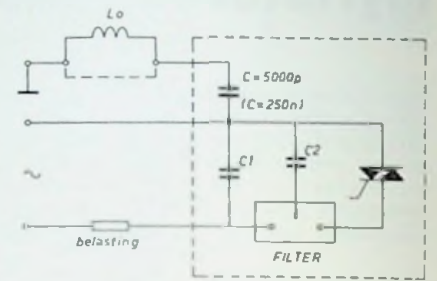 Lo
C = 5000p
(C = 250n)
C1
C2
~
belasting
FILTER